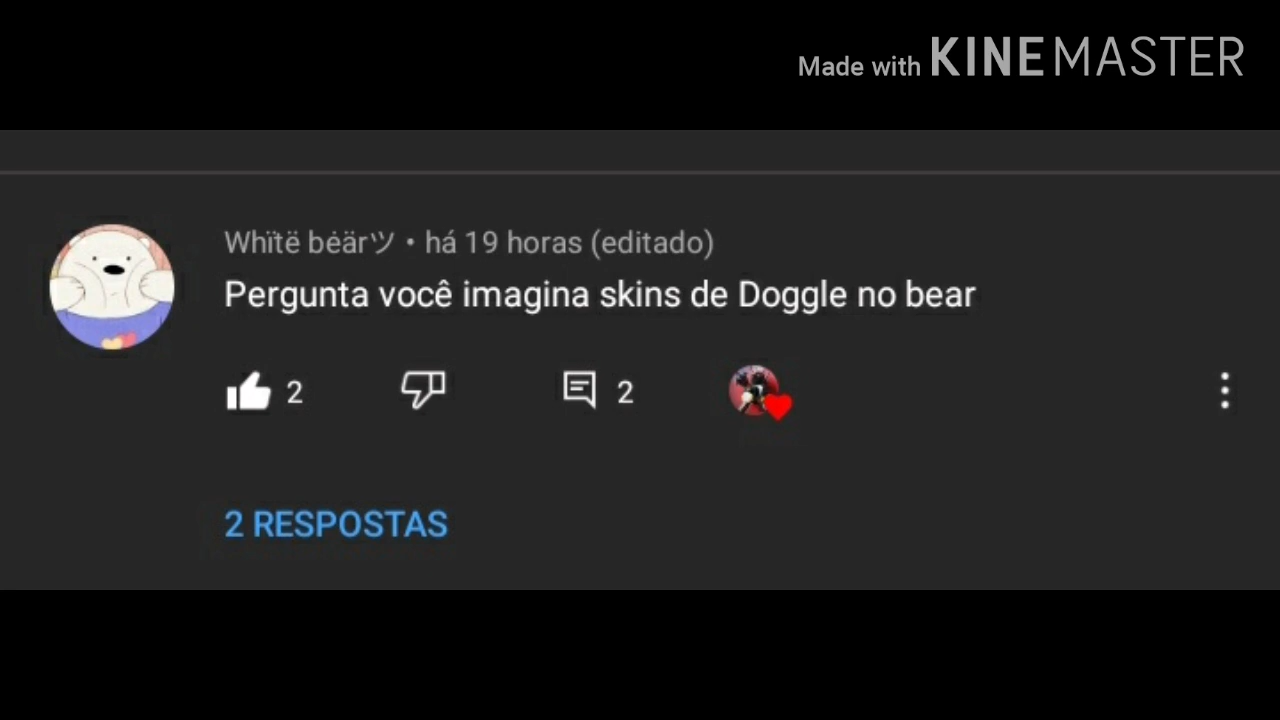 Made with KINEMASTER
Whïtë bëärツ • há 19 horas (editado)
Pergunta você imagina skins de Doggle no bear
2 2
2 RESPOSTAS